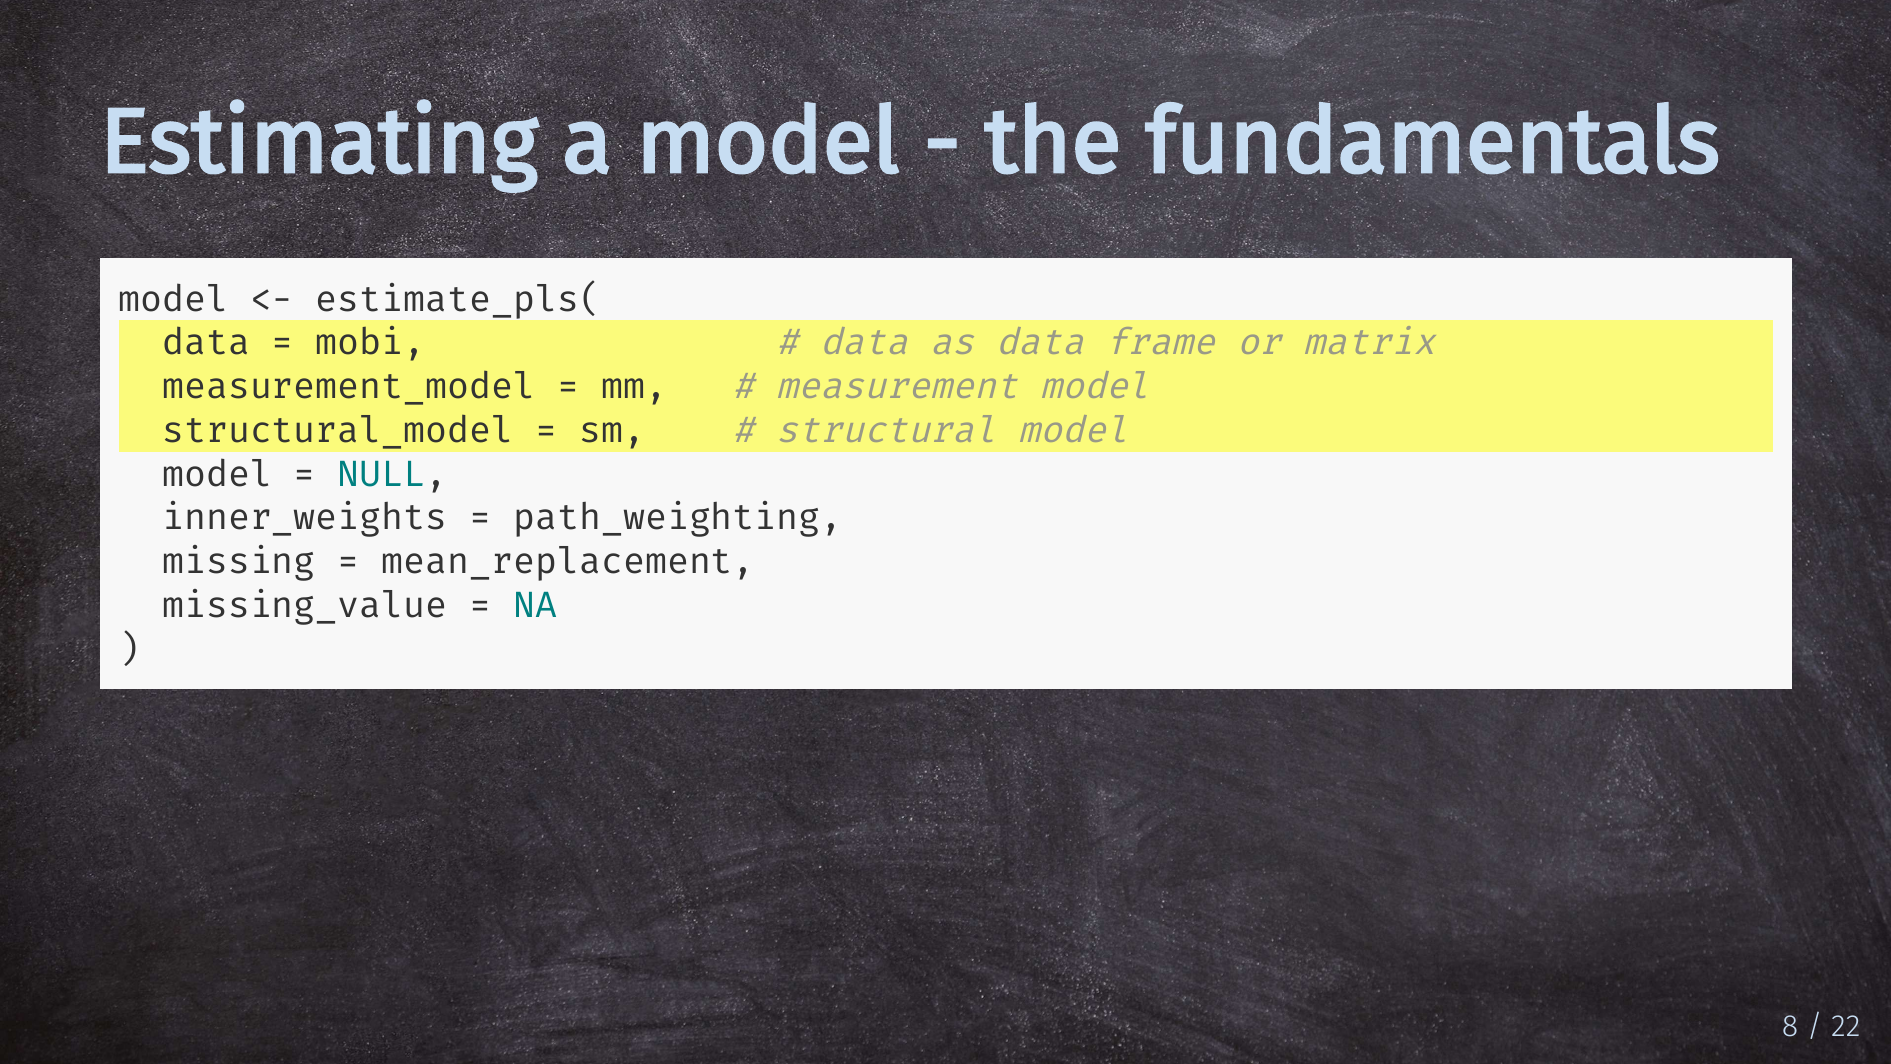 Estimating a model - the fundamentals
model <- estimate_pls(
  data = mobi,                # data as data frame or matrix
  measurement_model = mm,   # measurement model
  structural_model = sm,    # structural model
  model = NULL,
  inner_weights = path_weighting,
  missing = mean_replacement,
  missing_value = NA
)
8 / 22